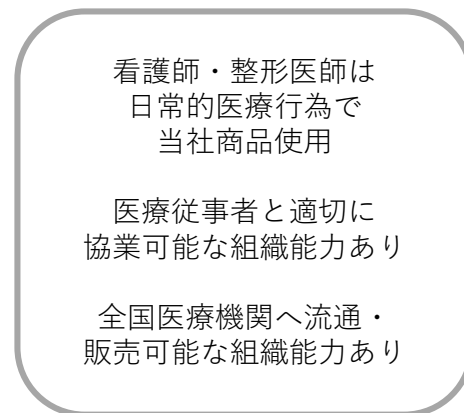 看護師・整形医師は
日常的医療行為で
当社商品使用
医療従事者と適切に
協業可能な組織能力あり
全国医療機関へ流通・
販売可能な組織能力あり